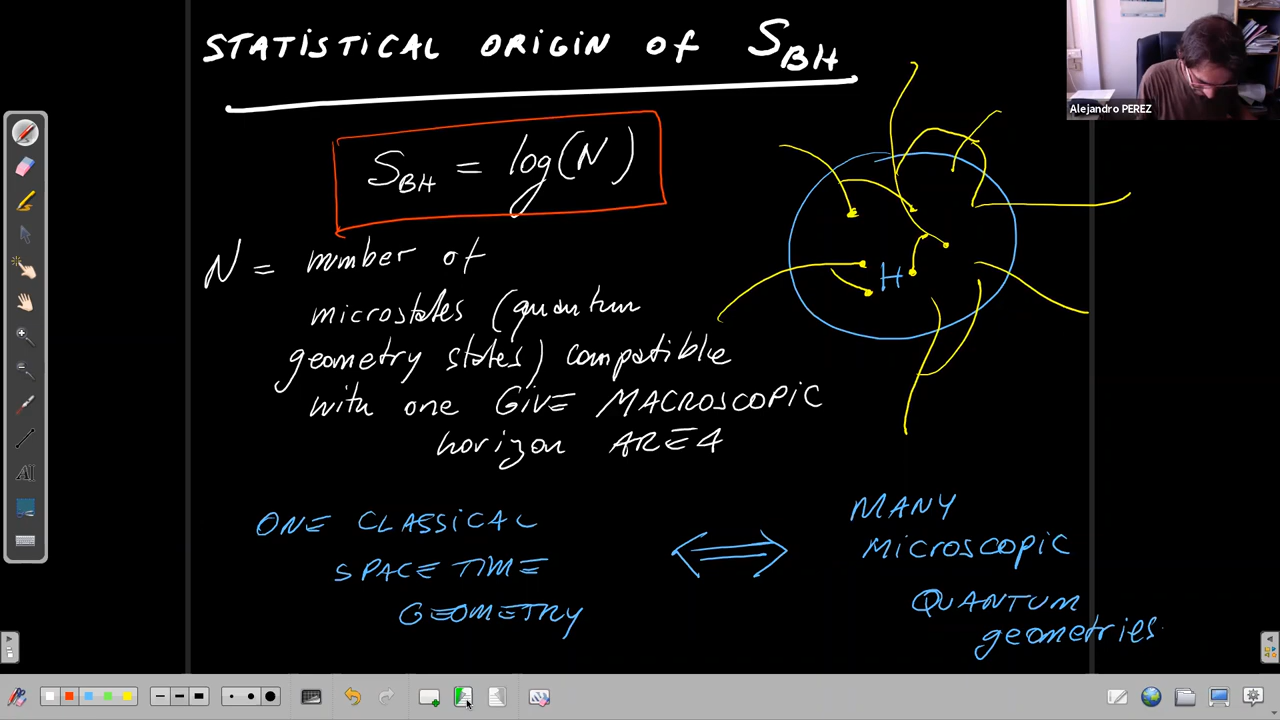 STATISTICAL ORIGIN OF S_BH
Alejandro PEREZ
S_BH = log(N)
N = number of
microstates (quantum
geometry states) compatible
with one GIVE MACROSCOPIC
horizon AREA
H
ONE CLASSICAL
SPACE TIME
GEOMETRY
⟺
MANY
MICROSCOPIC
QUANTUM
geometries.